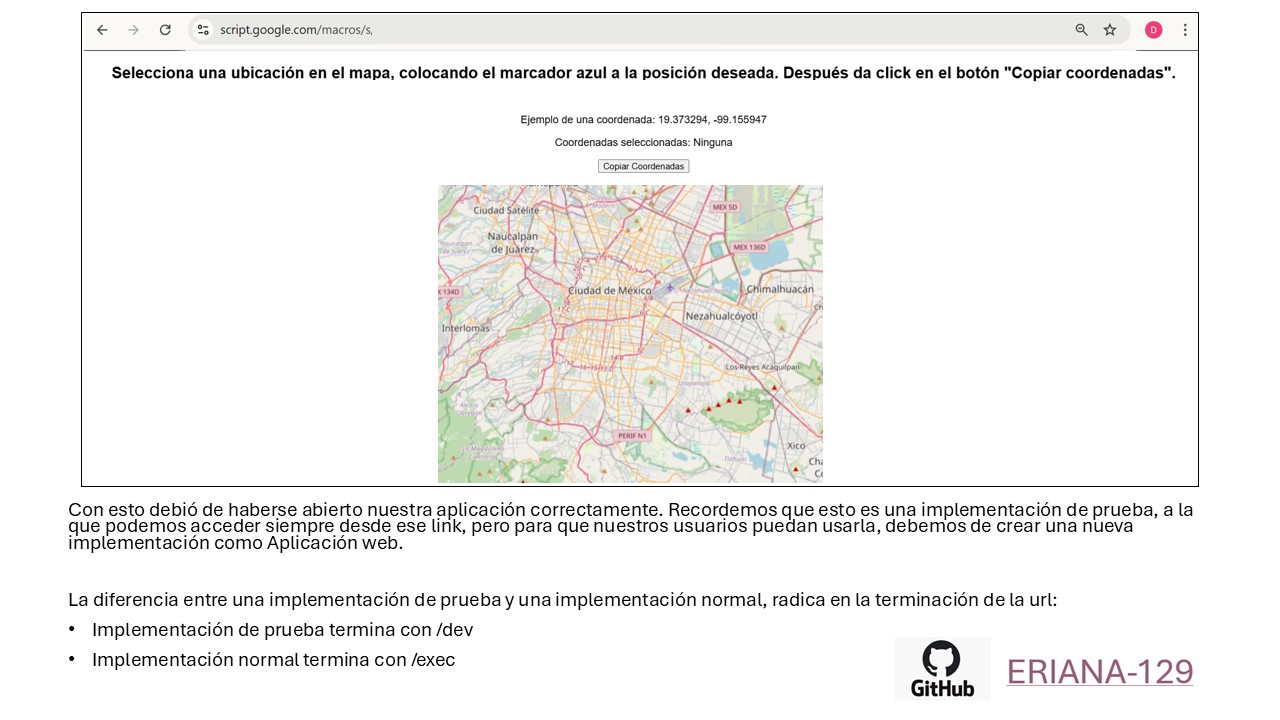 script.google.com/macros/s,
D
Selecciona una ubicación en el mapa, colocando el marcador azul a la posición deseada. Después da click en el botón "Copiar coordenadas".
Ejemplo de una coordenada: 19.373294, -99.155947
Coordenadas seleccionadas: Ninguna
Copiar Coordenadas
MEX 5D
Ciudad Satélite
Naucalpan
de Juárez
MEX 136D
Ciudad de México
Chimalhuacán
134D
Nezahualcóyotl
Interlomas
Los Reyes Acaquilpan
PERIF N1
Xico
Tláhuac
Con esto debió de haberse abierto nuestra aplicación correctamente. Recordemos que esto es una implementación de prueba, a la
que podemos acceder siempre desde ese link, pero para que nuestros usuarios puedan usarla, debemos de crear una nueva
implementación como Aplicación web.
La diferencia entre una implementación de prueba y una implementación normal, radica en la terminación de la url:
• Implementación de prueba termina con /dev
• Implementación normal termina con /exec
GitHub
ERIANA-129